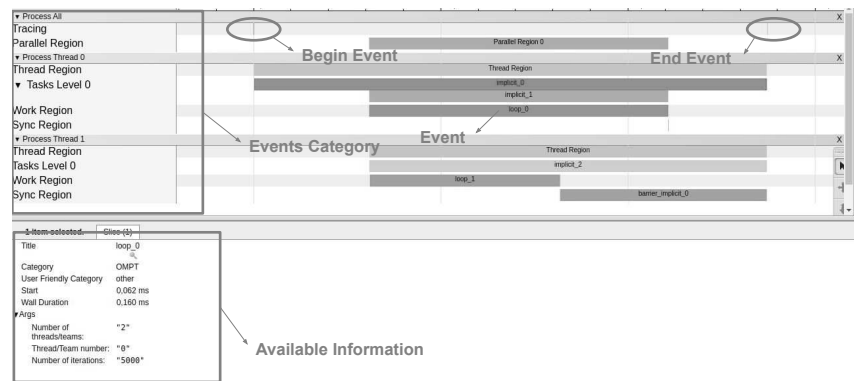 ▾ Process All X
Tracing
Parallel Region Parallel Region 0
Begin Event End Event
▾ Process Thread 0 X
Thread Region Thread Region
▾ Tasks Level 0 implicit_0
implicit_1
Work Region loop_0
Sync Region
Event
Events Category
▾ Process Thread 1 X
Thread Region Thread Region
Tasks Level 0 implicit_2
Work Region loop_1
Sync Region barrier_implicit_0
1 item selected. Slice (1)
Title loop_0
Category OMPT
User Friendly Category other
Start 0,062 ms
Wall Duration 0,160 ms
▾Args
Number of "2"
threads/teams:
Thread/Team number: "0"
Number of iterations: "5000"
Available Information